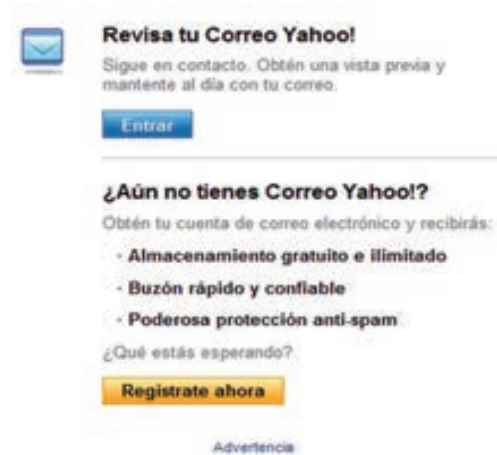 Revisa tu Correo Yahoo!
Sigue en contacto. Obtén una vista previa y
mantente al día con tu correo.
Entrar
¿Aún no tienes Correo Yahoo!?
Obtén tu cuenta de correo electrónico y recibirás:
· Almacenamiento gratuito e ilimitado
· Buzón rápido y confiable
· Poderosa protección anti-spam
¿Qué estás esperando?
Registrate ahora
Advertencia